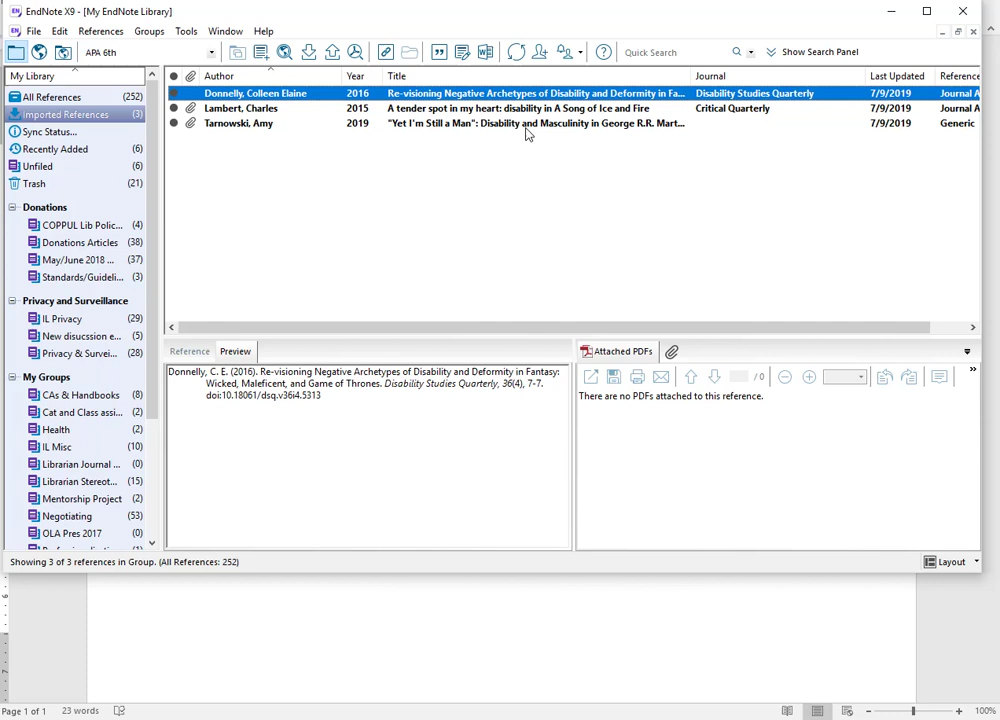 EndNote X9 - [My EndNote Library]
File Edit References Groups Tools Window Help
APA 6th Quick Search Show Search Panel
My Library
All References (252)
Imported References (3)
Sync Status...
Recently Added (6)
Unfiled (6)
Trash (21)
Donations
COPPUL Lib Polic... (4)
Donations Articles (38)
May/June 2018 ... (37)
Standards/Guideli... (3)
Privacy and Surveillance
IL Privacy (29)
New disucssion e... (5)
Privacy & Survei... (28)
My Groups
CAs & Handbooks (8)
Cat and Class assi... (2)
Health (2)
IL Misc (10)
Librarian Journal ... (0)
Librarian Stereot... (15)
Mentorship Project (2)
Negotiating (53)
OLA Pres 2017 (0)
Author Year Title Journal Last Updated Reference
Donnelly, Colleen Elaine 2016 Re-visioning Negative Archetypes of Disability and Deformity in Fa... Disability Studies Quarterly 7/9/2019 Journal A
Lambert, Charles 2015 A tender spot in my heart: disability in A Song of Ice and Fire Critical Quarterly 7/9/2019 Journal A
Tarnowski, Amy 2019 "Yet I'm Still a Man": Disability and Masculinity in George R.R. Mart... 7/9/2019 Generic
Reference Preview
Donnelly, C. E. (2016). Re-visioning Negative Archetypes of Disability and Deformity in Fantasy:
Wicked, Maleficent, and Game of Thrones. Disability Studies Quarterly, 36(4), 7-7.
doi:10.18061/dsq.v36i4.5313
Attached PDFs
/0
There are no PDFs attached to this reference.
Showing 3 of 3 references in Group. (All References: 252)
Layout
Page 1 of 1 23 words
100%